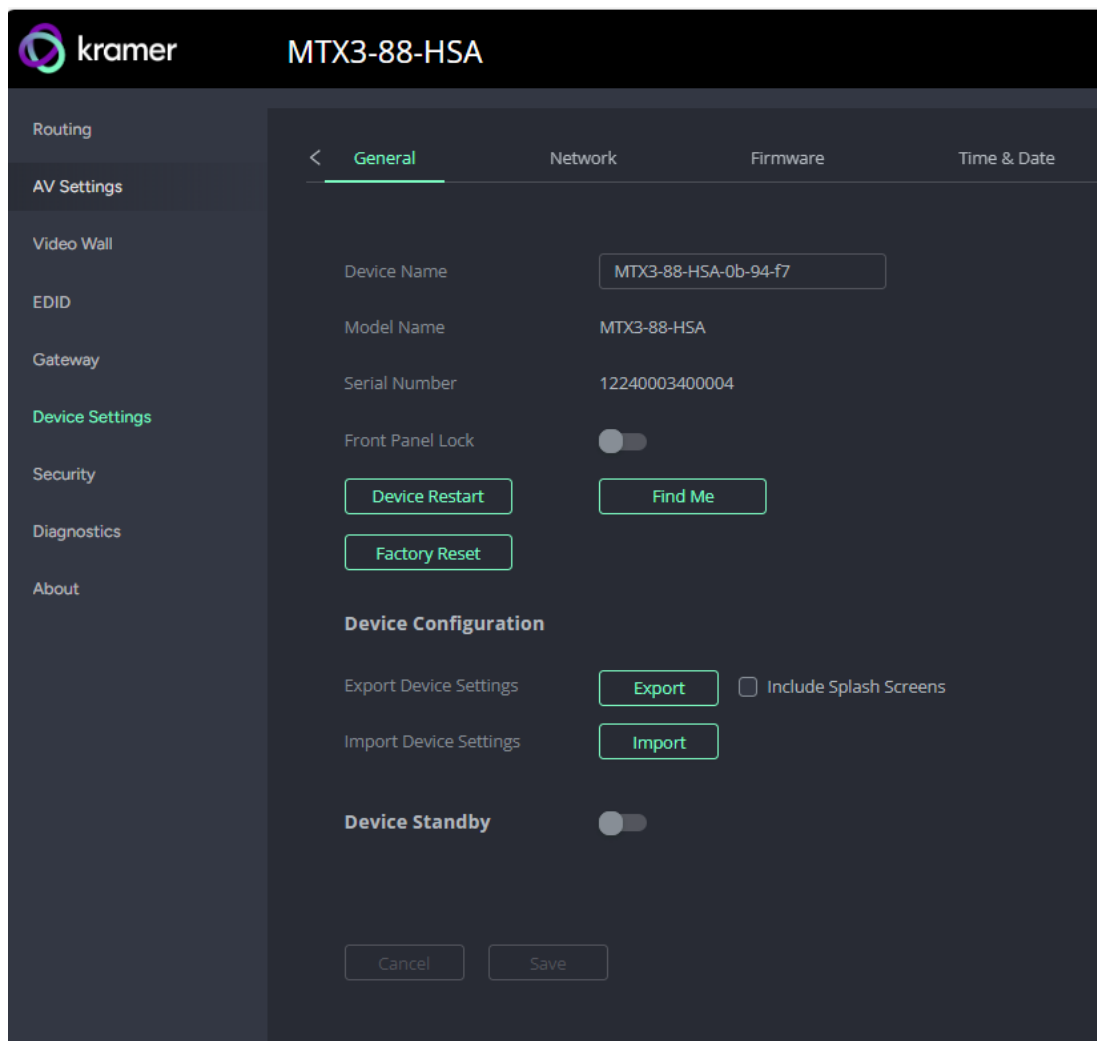 kramer
MTX3-88-HSA
Routing
AV Settings
Video Wall
EDID
Gateway
Device Settings
Security
Diagnostics
About
General Network Firmware Time & Date
Device Name MTX3-88-HSA-0b-94-f7
Model Name MTX3-88-HSA
Serial Number 12240003400004
Front Panel Lock
Device Restart Find Me
Factory Reset
Device Configuration
Export Device Settings Export Include Splash Screens
Import Device Settings Import
Device Standby
Cancel Save